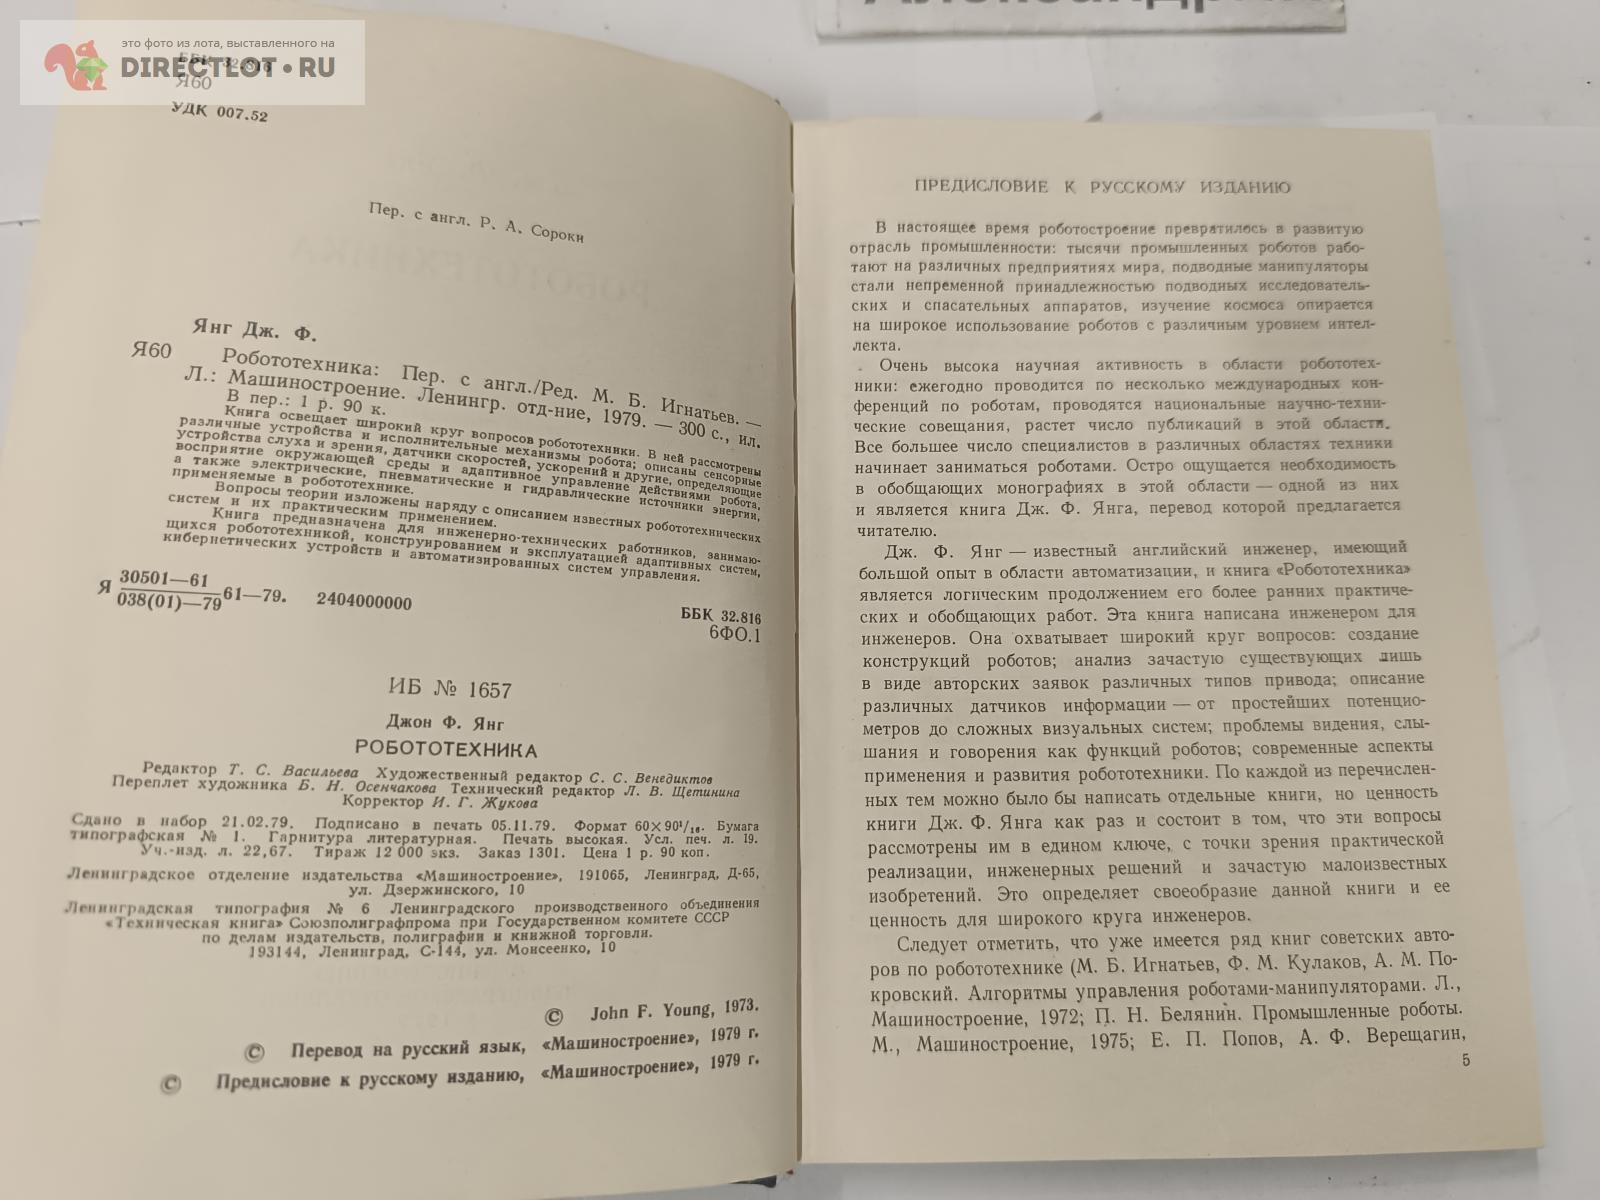 Александр
это фото из лота, выставленного на
DIRECTLOT•RU
ББК 32.816
Я60
УДК 007.52
Пер. с англ. Р. А. Сороки
Янг Дж. Ф.
Я60 Робототехника: Пер. с англ./Ред. М. Б. Игнатьев. —
Л.: Машиностроение. Ленингр. отд-ние, 1979. — 300 с., ил.
В пер.: 1 р. 90 к.
Книга освещает широкий круг вопросов робототехники. В ней рассмотрены
различные устройства и исполнительные механизмы робота; описаны сенсорные
устройства слуха и зрения, датчики скоростей, ускорений и другие, определяющие
восприятие окружающей среды и адаптивное управление действиями робота,
а также электрические, пневматические и гидравлические источники энергии,
применяемые в робототехнике.
Вопросы теории изложены наряду с описанием известных робототехнических
систем и их практическим применением.
Книга предназначена для инженерно-технических работников, занимаю-
щихся робототехникой, конструированием и эксплуатацией адаптивных систем,
кибернетических устройств и автоматизированных систем управления.
30501—61
Я 61—79. 2404000000
038(01)—79
ББК 32.816
6Ф0.1
ИБ № 1657
Джон Ф. Янг
РОБОТОТЕХНИКА
Редактор Т. С. Васильева Художественный редактор С. С. Венедиктов
Переплет художника Б. Н. Осенчакова Технический редактор Л. В. Щетинина
Корректор И. Г. Жукова
Сдано в набор 21.02.79. Подписано в печать 05.11.79. Формат 60×90¹/₁₆. Бумага
типографская № 1. Гарнитура литературная. Печать высокая. Усл. печ. л. 19.
Уч.-изд. л. 22,67. Тираж 12 000 экз. Заказ 1301. Цена 1 р. 90 коп.
Ленинградское отделение издательства «Машиностроение», 191065, Ленинград, Д-65,
ул. Дзержинского, 10
Ленинградская типография № 6 Ленинградского производственного объединения
«Техническая книга» Союзполиграфпрома при Государственном комитете СССР
по делам издательств, полиграфии и книжной торговли.
193144, Ленинград, С-144, ул. Моисеенко, 10
© John F. Young, 1973.
© Перевод на русский язык, «Машиностроение», 1979 г.
© Предисловие к русскому изданию, «Машиностроение», 1979 г.
ПРЕДИСЛОВИЕ К РУССКОМУ ИЗДАНИЮ
В настоящее время роботостроение превратилось в развитую
отрасль промышленности: тысячи промышленных роботов рабо-
тают на различных предприятиях мира, подводные манипуляторы
стали непременной принадлежностью подводных исследователь-
ских и спасательных аппаратов, изучение космоса опирается
на широкое использование роботов с различным уровнем интел-
лекта.
Очень высока научная активность в области робототех-
ники: ежегодно проводится по несколько международных кон-
ференций по роботам, проводятся национальные научно-техни-
ческие совещания, растет число публикаций в этой области.
Все большее число специалистов в различных областях техники
начинает заниматься роботами. Остро ощущается необходимость
в обобщающих монографиях в этой области — одной из них
и является книга Дж. Ф. Янга, перевод которой предлагается
читателю.
Дж. Ф. Янг — известный английский инженер, имеющий
большой опыт в области автоматизации, и книга «Робототехника»
является логическим продолжением его более ранних практиче-
ских и обобщающих работ. Эта книга написана инженером для
инженеров. Она охватывает широкий круг вопросов: создание
конструкций роботов; анализ зачастую существующих лишь
в виде авторских заявок различных типов привода; описание
различных датчиков информации — от простейших потенцио-
метров до сложных визуальных систем; проблемы видения, слы-
шания и говорения как функций роботов; современные аспекты
применения и развития робототехники. По каждой из перечислен-
ных тем можно было бы написать отдельные книги, но ценность
книги Дж. Ф. Янга как раз и состоит в том, что эти вопросы
рассмотрены им в едином ключе, с точки зрения практической
реализации, инженерных решений и зачастую малоизвестных
изобретений. Это определяет своеобразие данной книги и ее
ценность для широкого круга инженеров.
Следует отметить, что уже имеется ряд книг советских авто-
ров по робототехнике (М. Б. Игнатьев, Ф. М. Кулаков, А. М. По-
кровский. Алгоритмы управления роботами-манипуляторами. Л.,
Машиностроение, 1972; П. Н. Белянин. Промышленные роботы.
М., Машиностроение, 1975; Е. П. Попов, А. Ф. Верещагин,
5